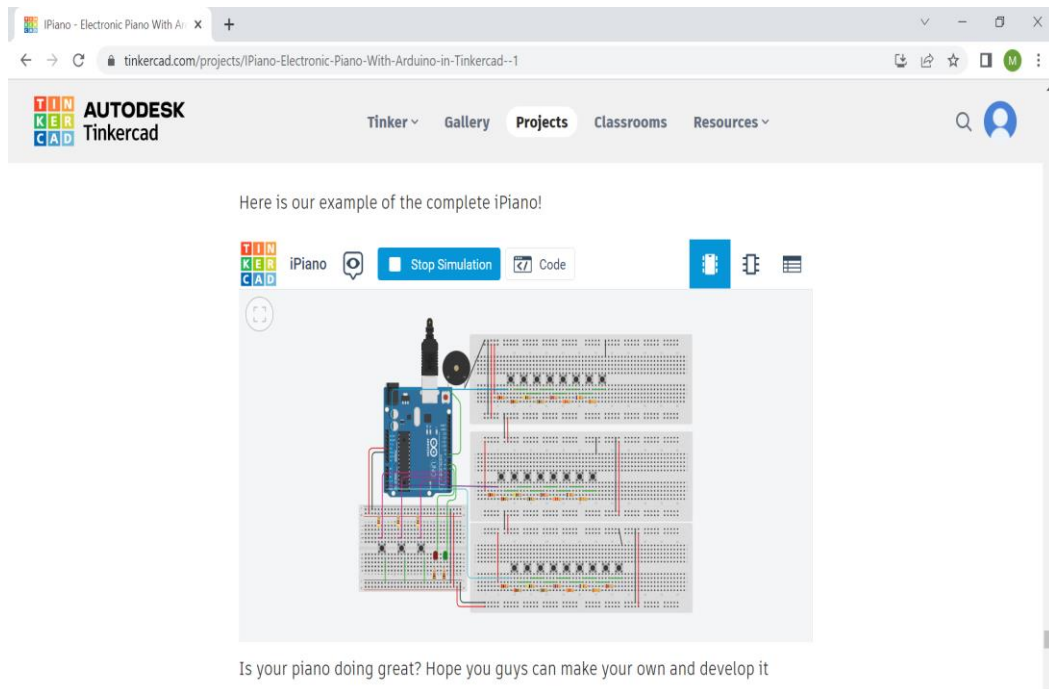 IPiano - Electronic Piano With Ar
tinkercad.com/projects/IPiano-Electronic-Piano-With-Arduino-in-Tinkercad--1
M
TIN
KER
CAD
AUTODESK
Tinkercad
Tinker Gallery Projects Classrooms Resources
Here is our example of the complete iPiano!
TIN
KER
CAD
iPiano Stop Simulation Code
UNO
ARDUINO
Is your piano doing great? Hope you guys can make your own and develop it